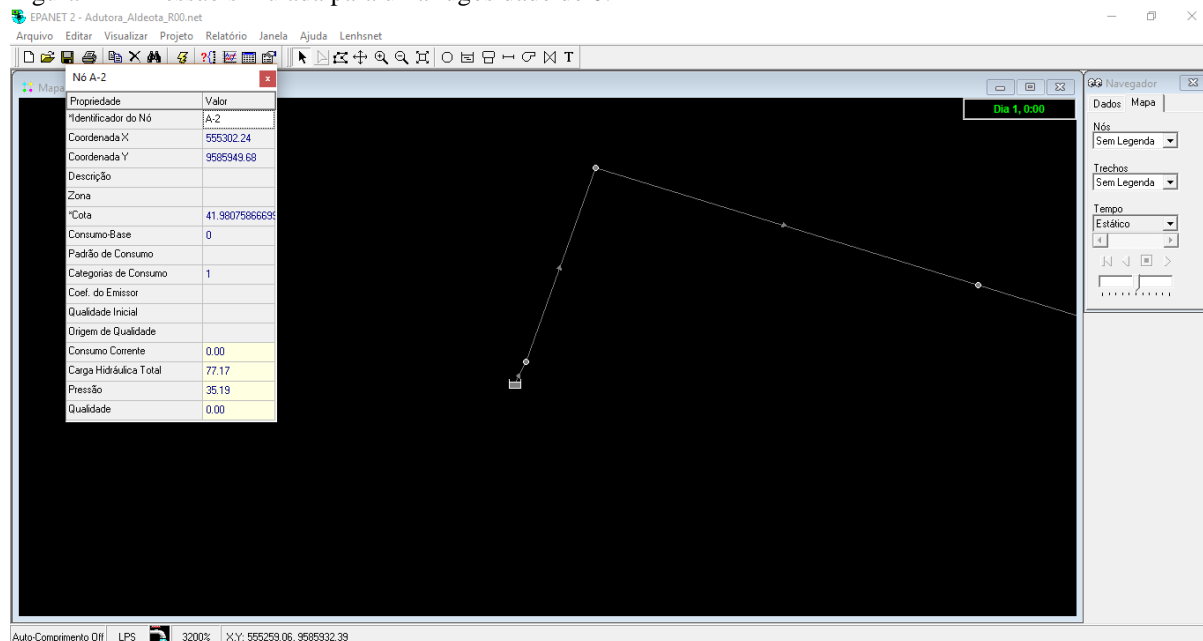 EPANET 2 - Adutora_Aldeota_R00.net
Arquivo Editar Visualizar Projeto Relatório Janela Ajuda Lenhsnet
T
Mapa
Nó A-2
x
Dia 1, 0:00
Propriedade Valor
*Identificador do Nó A-2
Coordenada X 555302.24
Coordenada Y 9585949.68
Descrição
Zona
*Cota 41.9807586669
Consumo-Base 0
Padrão de Consumo
Categorias de Consumo 1
Coef. do Emissor
Qualidade Inicial
Origem de Qualidade
Consumo Corrente 0.00
Carga Hidráulica Total 77.17
Pressão 35.19
Qualidade 0.00
Navegador
Dados Mapa
Nós
Sem Legenda
Trechos
Sem Legenda
Tempo
Estático
Auto-Comprimento Off LPS 3200% X,Y: 555259.06, 9585932.39